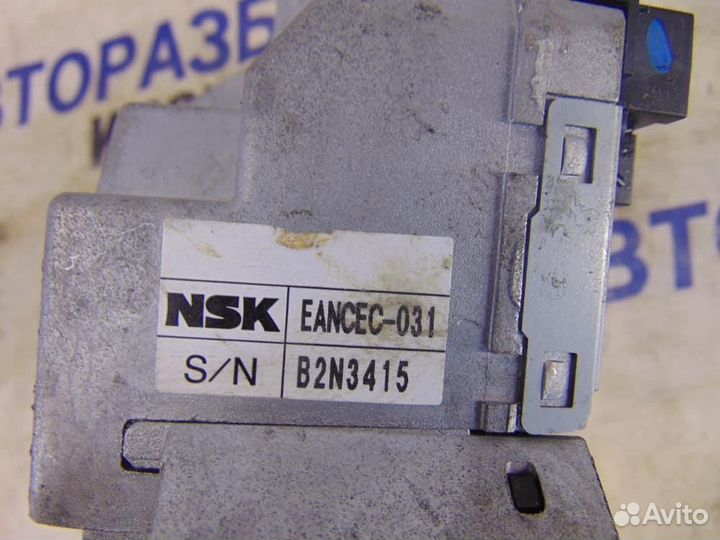 ВТОРАЗБ
NSK EANCEC-031
S/N B2N3415
ВТО
Avito